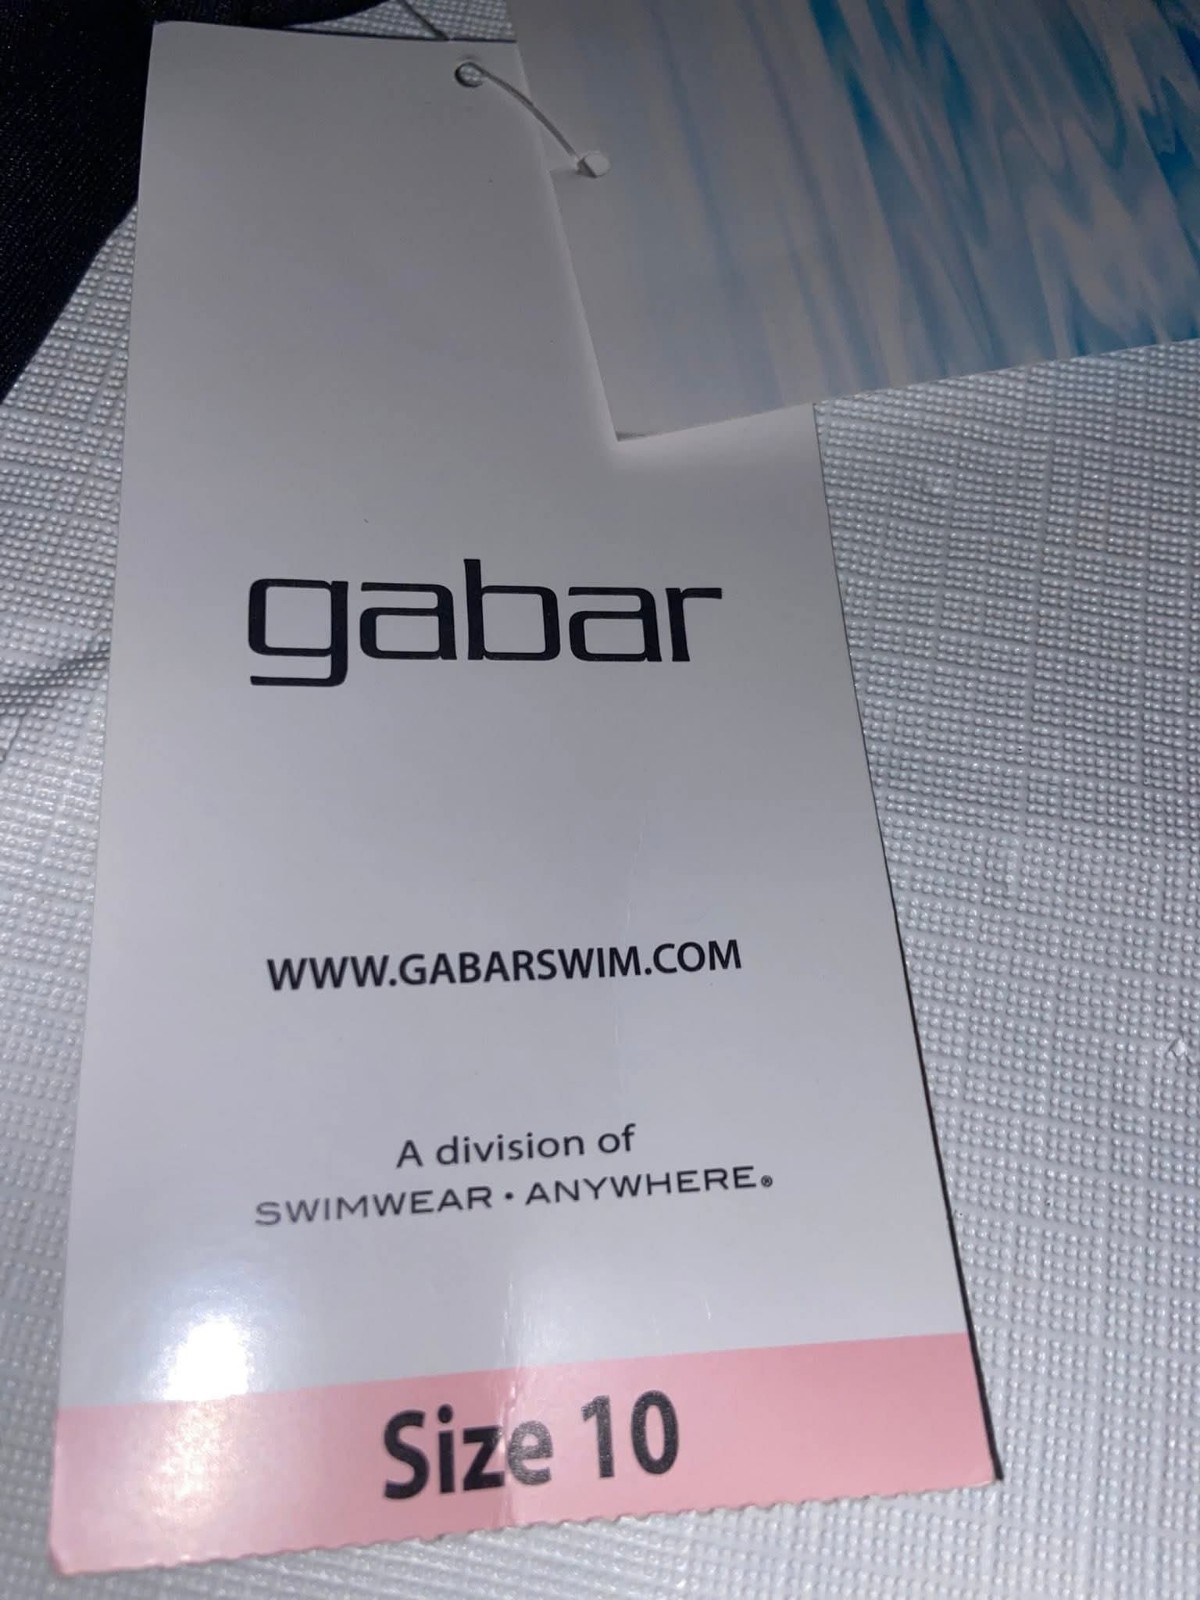 gabar
WWW.GABARSWIM.COM
A division of
SWIMWEAR • ANYWHERE®
Size 10